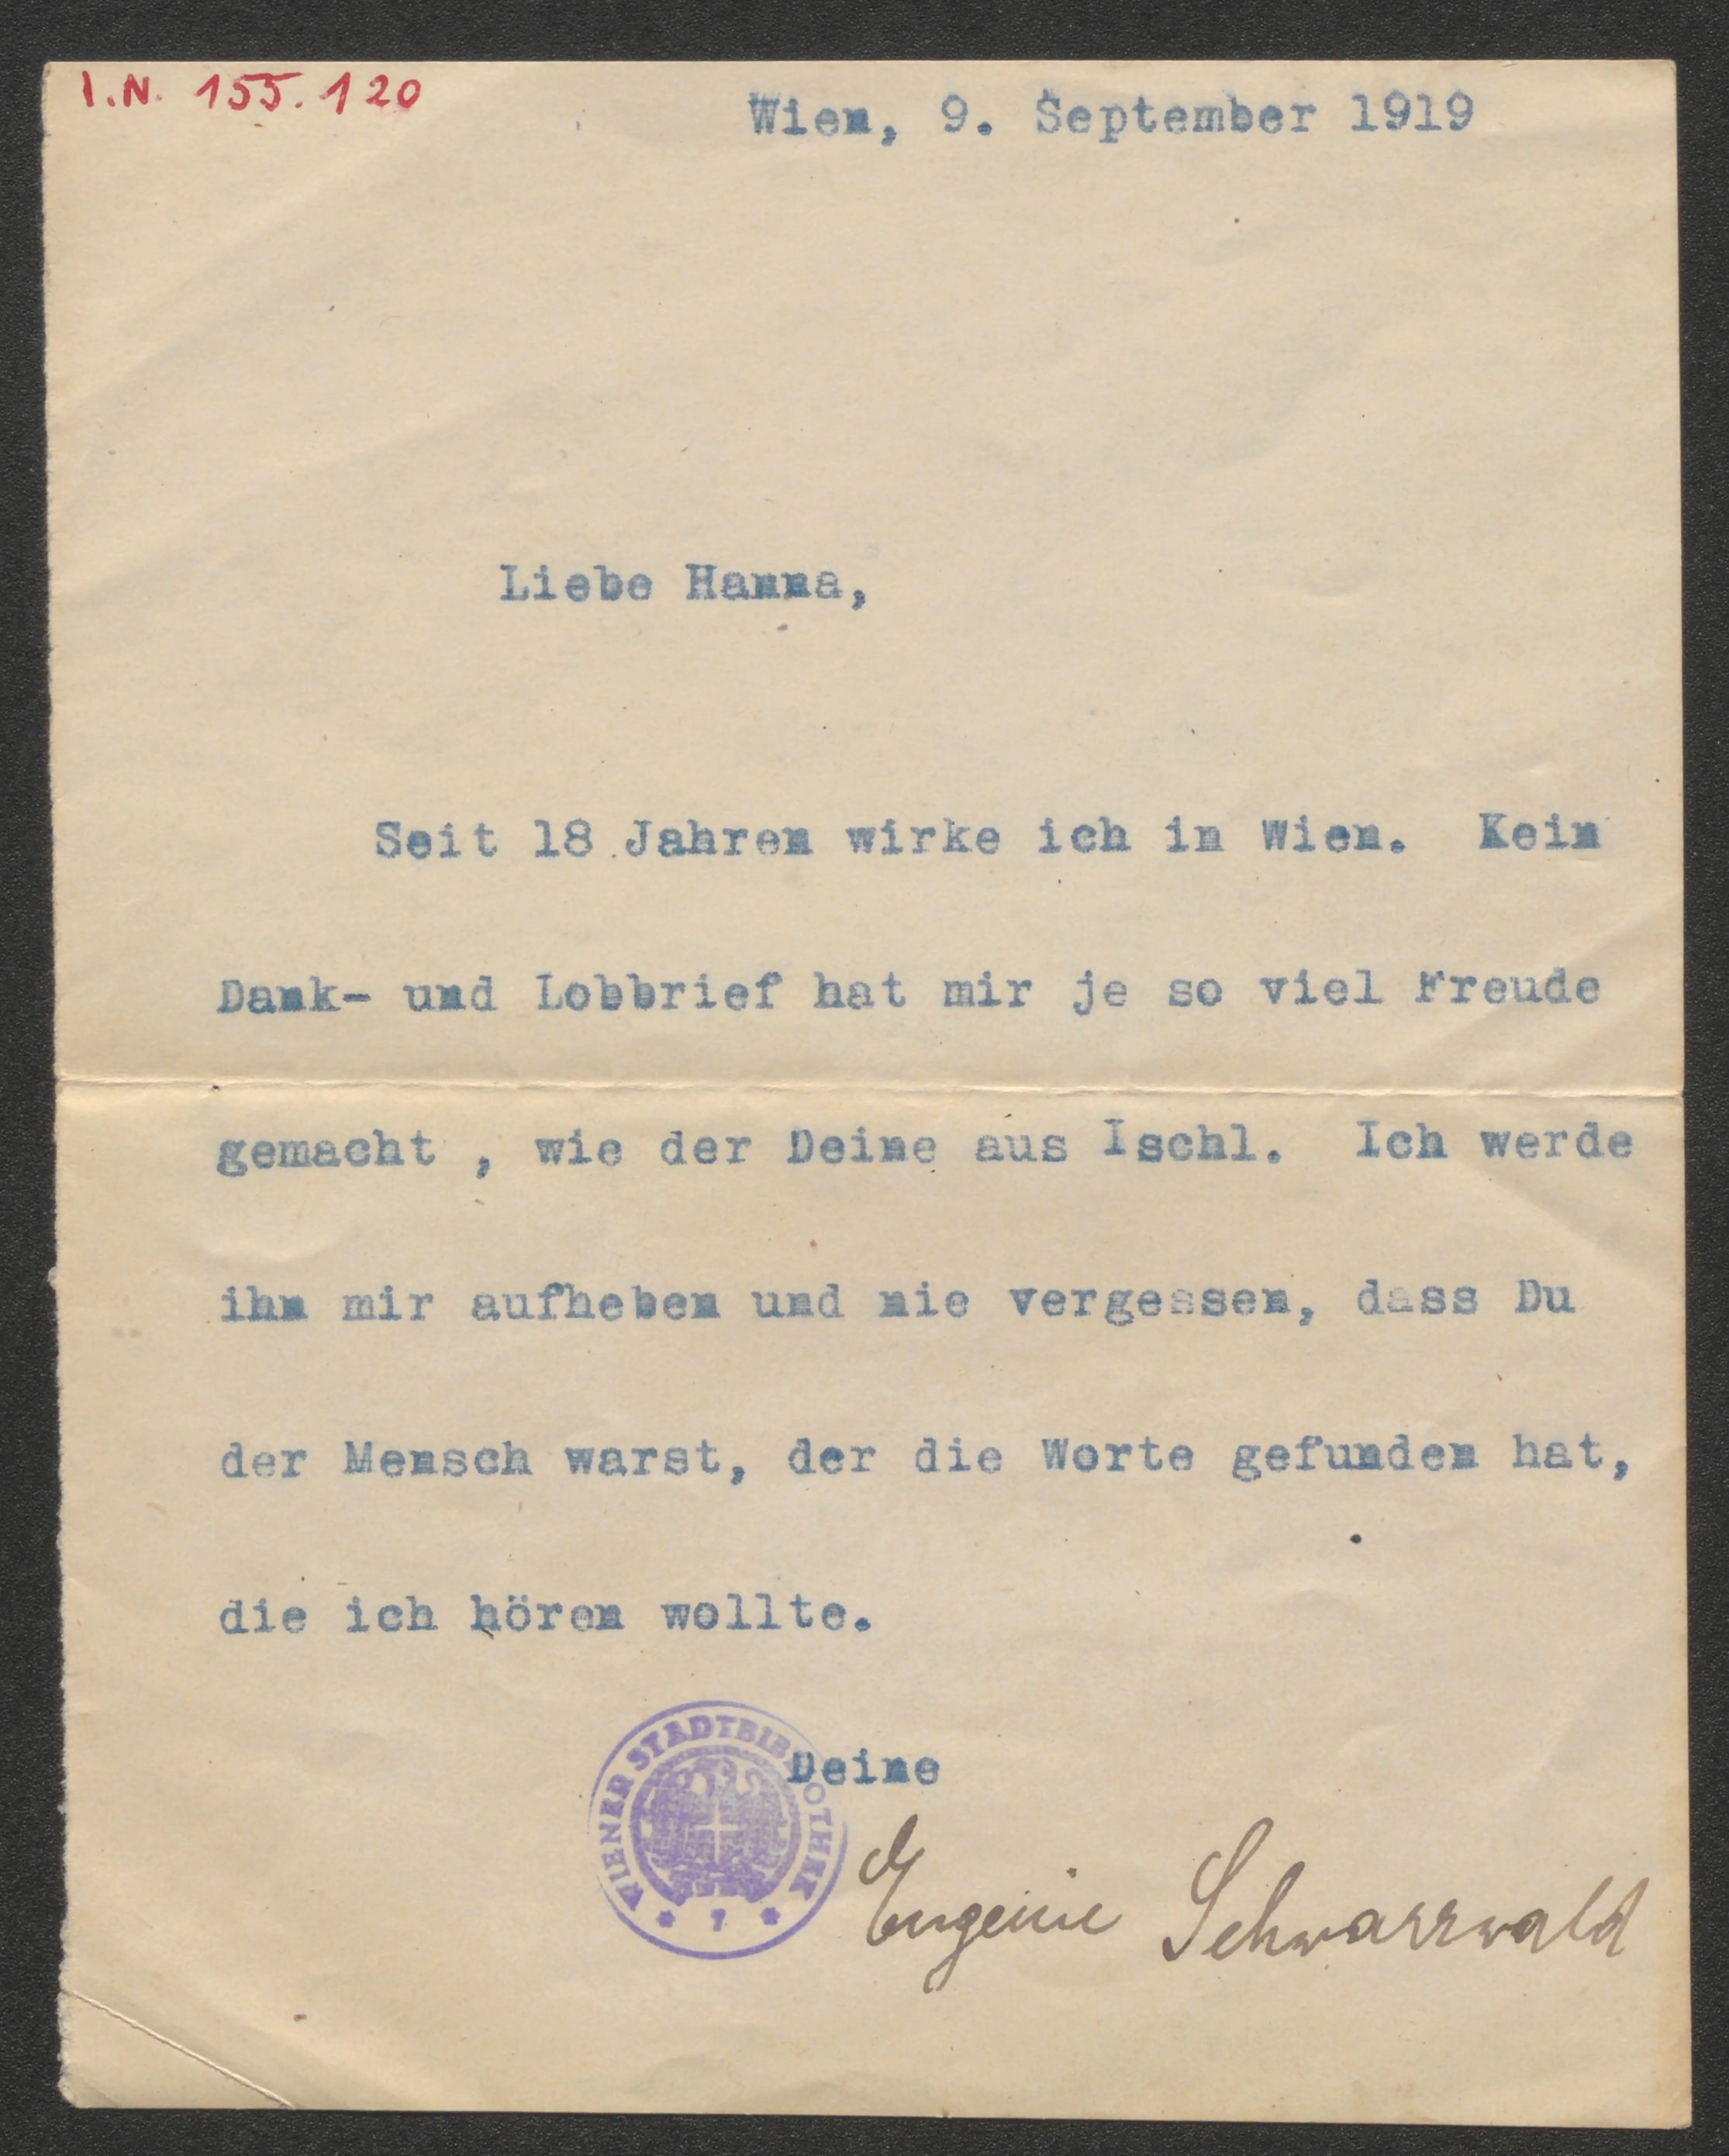 I.N. 155.120
Wien, 9. September 1919
Liebe Hanna,
Seit 18 Jahren wirke ich in Wien. Kein
Dank- und Lobbrief hat mir je so viel Freude
gemacht , wie der Deine aus Ischl. Ich werde
ihn mir aufheben und nie vergessen, dass Du
der Mensch warst, der die Worte gefunden hat,
die ich hören wollte.
Deine
Eugenie Schwarzwald
WIENER STADTBIBLIOTHEK
* 7 *